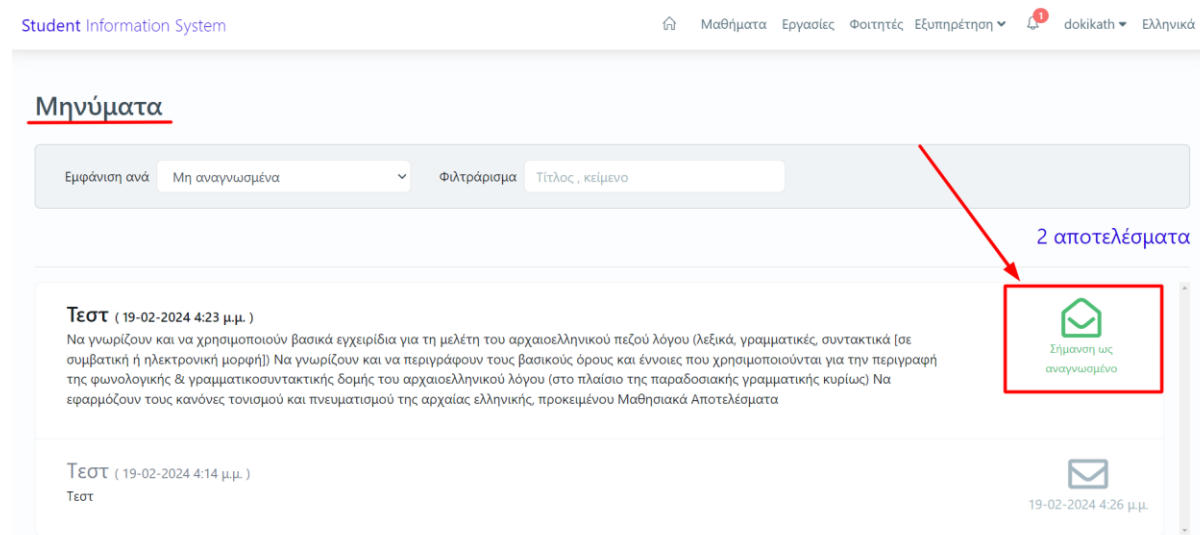 Student Information System
Μαθήματα Εργασίες Φοιτητές Εξυπηρέτηση 1 dokikath Ελληνικά
Μηνύματα
Εμφάνιση ανά Μη αναγνωσμένα Φιλτράρισμα Τίτλος , κείμενο
2 αποτελέσματα
Τεστ ( 19-02-2024 4:23 μ.μ. )
Να γνωρίζουν και να χρησιμοποιούν βασικά εγχειρίδια για τη μελέτη του αρχαιοελληνικού πεζού λόγου (λεξικά, γραμματικές, συντακτικά [σε
συμβατική ή ηλεκτρονική μορφή]) Να γνωρίζουν και να περιγράφουν τους βασικούς όρους και έννοιες που χρησιμοποιούνται για την περιγραφή
της φωνολογικής & γραμματικοσυντακτικής δομής του αρχαιοελληνικού λόγου (στο πλαίσιο της παραδοσιακής γραμματικής κυρίως) Να
εφαρμόζουν τους κανόνες τονισμού και πνευματισμού της αρχαίας ελληνικής, προκειμένου Μαθησιακά Αποτελέσματα
Σήμανση ως
αναγνωσμένο
Τεστ ( 19-02-2024 4:14 μ.μ. )
Τεστ
19-02-2024 4:26 μ.μ.